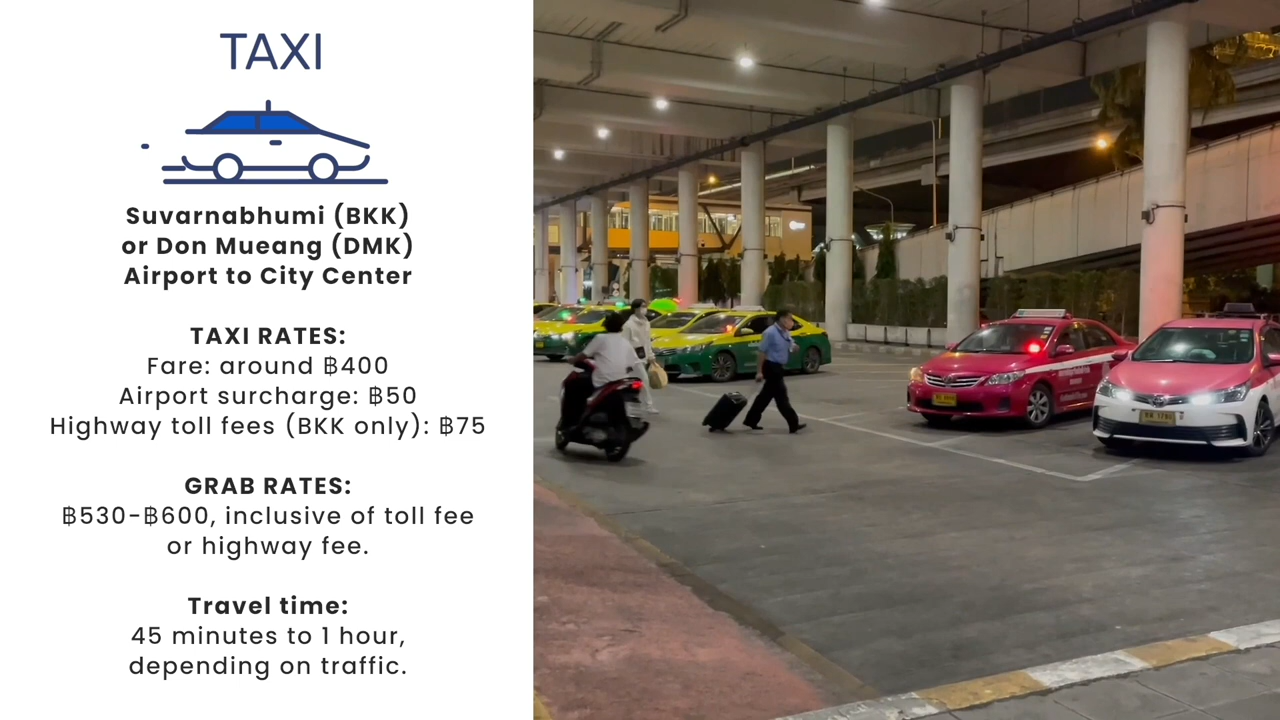 TAXI
Suvarnabhumi (BKK)
or Don Mueang (DMK)
Airport to City Center
TAXI RATES:
Fare: around ฿400
Airport surcharge: ฿50
Highway toll fees (BKK only): ฿75
GRAB RATES:
฿530-฿600, inclusive of toll fee
or highway fee.
Travel time:
45 minutes to 1 hour,
depending on traffic.